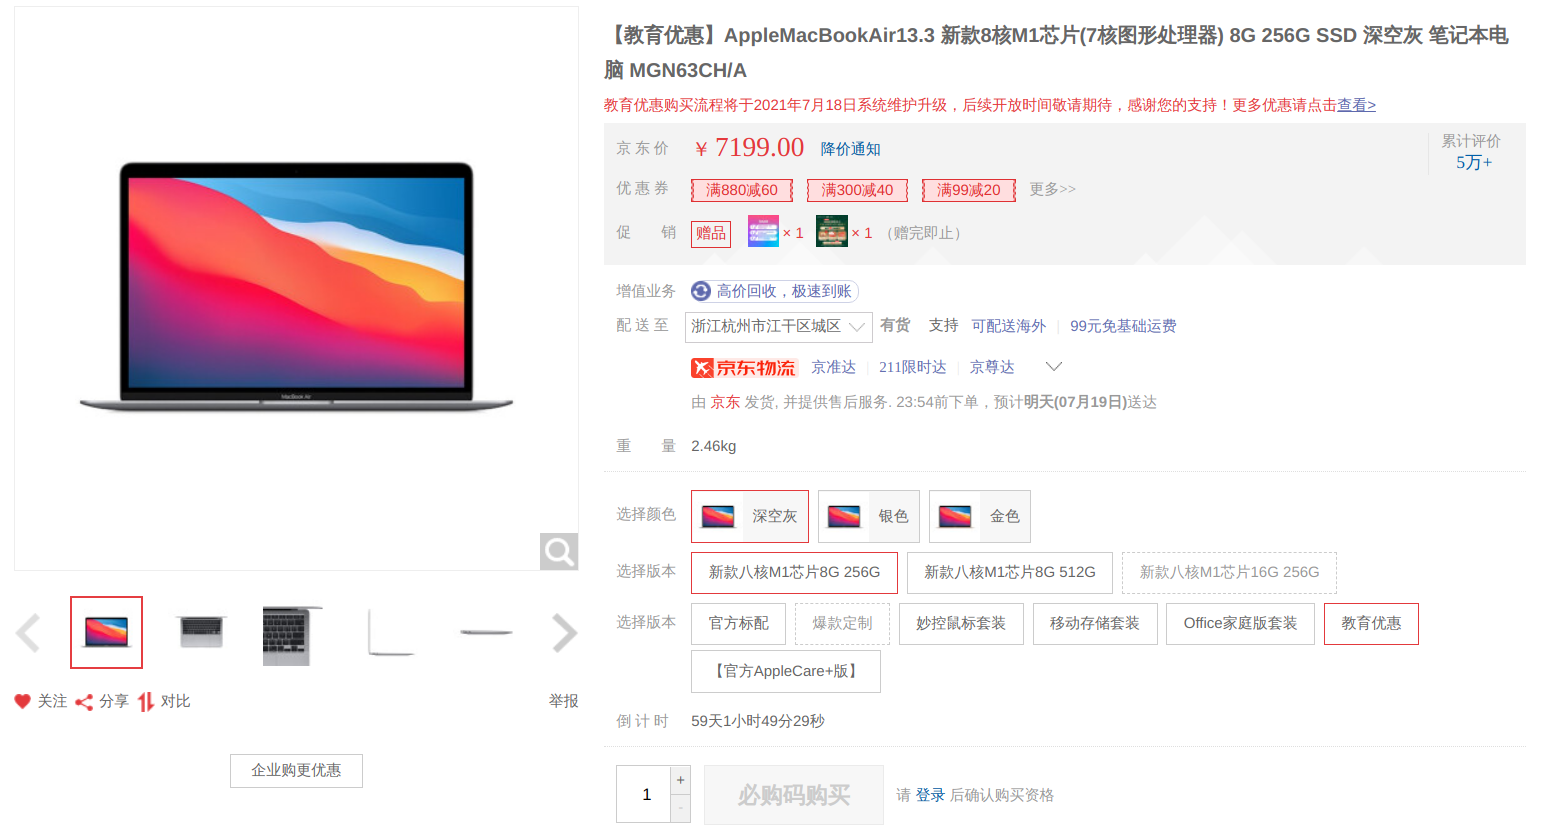 【教育优惠】AppleMacBookAir13.3 新款8核M1芯片(7核图形处理器) 8G 256G SSD 深空灰 笔记本电
脑 MGN63CH/A
教育优惠购买流程将于2021年7月18日系统维护升级，后续开放时间敬请期待，感谢您的支持！更多优惠请点击查看>
京 东 价 ￥ 7199.00 降价通知 累计评价
5万+
优 惠 券 满880减60 满300减40 满99减20 更多>>
促 销 赠品 × 1 × 1 （赠完即止）
增值业务 高价回收，极速到账
配 送 至 浙江杭州市江干区城区 有货 支持 可配送海外 99元免基础运费
京东物流 京准达 211限时达 京尊达
由 京东 发货, 并提供售后服务. 23:54前下单，预计明天(07月19日)送达
重 量 2.46kg
选择颜色 深空灰 银色 金色
选择版本 新款八核M1芯片8G 256G 新款八核M1芯片8G 512G 新款八核M1芯片16G 256G
选择版本 官方标配 爆款定制 妙控鼠标套装 移动存储套装 Office家庭版套装 教育优惠
【官方AppleCare+版】
倒 计 时 59天1小时49分29秒
1 + - 必购码购买 请 登录 后确认购买资格
MacBook Air
关注 分享 对比 举报
企业购更优惠